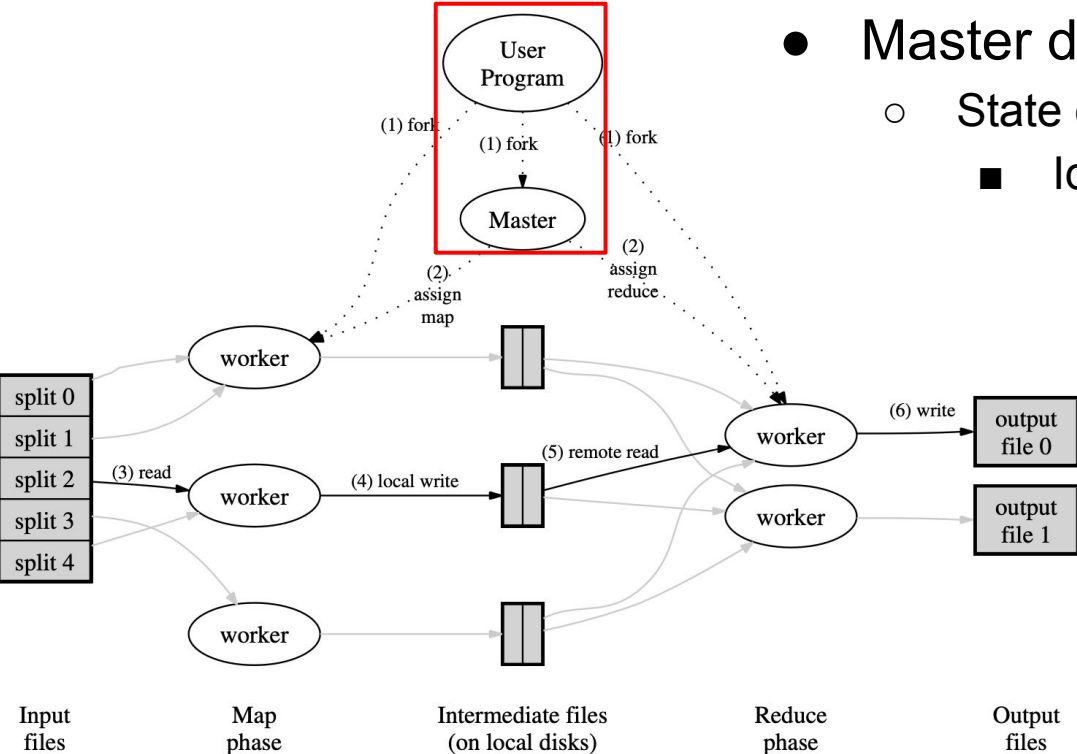 User
Program
Master d
State
(1) fork
(1) fork
(1) fork
Master
(2)
assign
map
(2)
assign
reduce
split 0
split 1
split 2
split 3
split 4
(3) read
worker
worker
worker
(4) local write
(5) remote read
worker
worker
(6) write
output
file 0
output
file 1
Input
files
Map
phase
Intermediate files
(on local disks)
Reduce
phase
Output
files